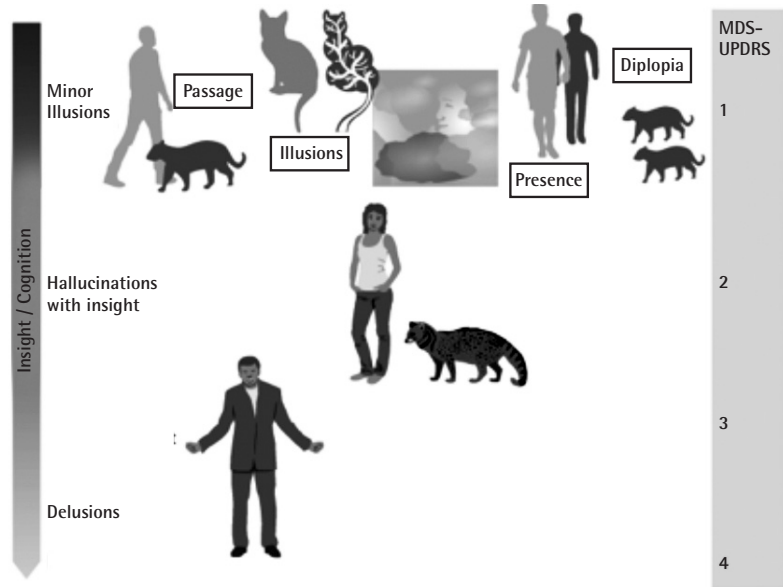 MDS–
UPDRS
Minor
Illusions
Passage
Illusions
Presence
Diplopia
1
Hallucinations
with insight
2
3
Delusions
4
Insight / Cognition